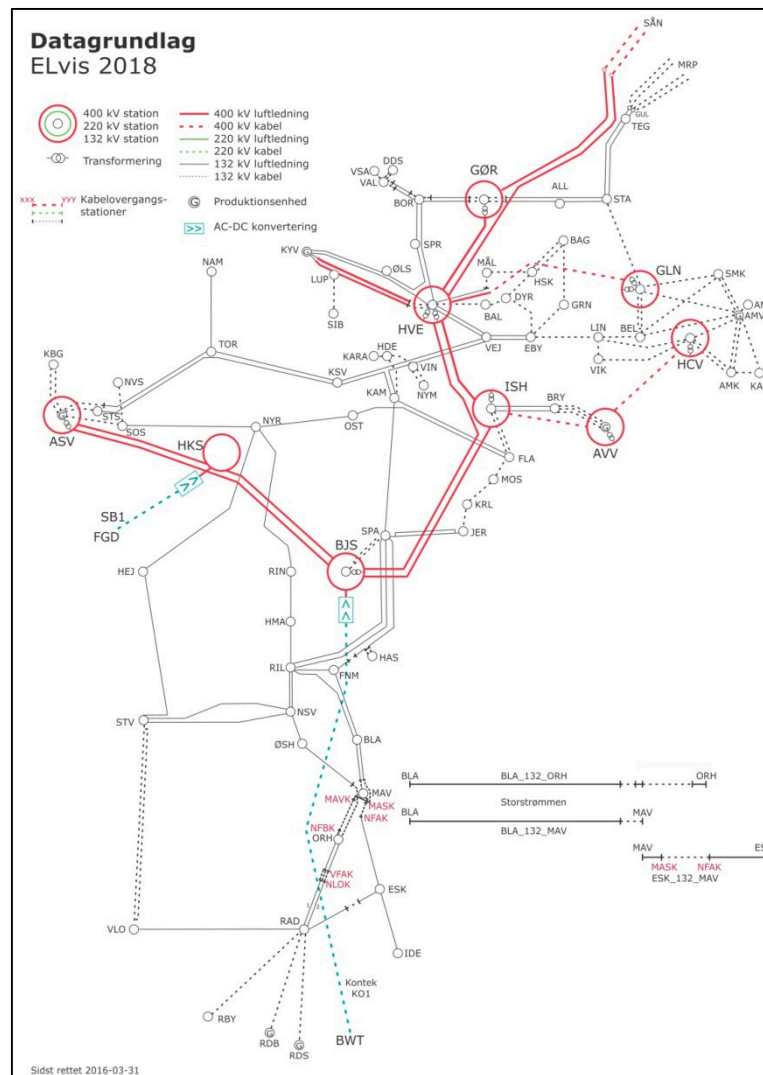 Datagrundlag
ELvis 2018
400 kV station
220 kV station
132 kV station
Transformering
xxx yyy Kabelovergangs-
stationer
400 kV luftledning
400 kV kabel
220 kV luftledning
220 kV kabel
132 kV luftledning
132 kV kabel
G Produktionsenhed
>> AC-DC konvertering
SÅN
MRP
GUL
TEG
DDS
VSA
VAL
GØR
ALL
BOR
STA
SPR
KYV
G
ØLS
LUP
MÅL
BAG
HSK
GLN
NAM
SIB
HVE
DYR
BAL
GRN
SMK
AMV
LIN
BEL
HCV
VEJ
EBY
VIK
AMK
KA
TOR
KBG
HDE
KARA
VIN
NYM
NVS
KSV
KAM
ISH
BRY
STS
G
ASV
SOS
HKS
NYR
OST
G
AVV
FLA
MOS
KRL
SB1
FGD
>>
SPA
JER
BJS
HEJ
RIN
>>
HMA
HAS
RIL
FNM
NSV
STV
ØSH
BLA
MAV
MAVK
MASK
NFAK
NFBK
ORH
BLA BLA_132_ORH ORH
Storstrømmen
BLA MAV
BLA_132_MAV
MAV ES
MASK NFAK
ESK_132_MAV
VFAK
NLOK
ESK
1
2
RAD
VLO
IDE
Kontek
KO1
RBY
G
RDB
G
RDS
BWT
Sidst rettet 2016-03-31